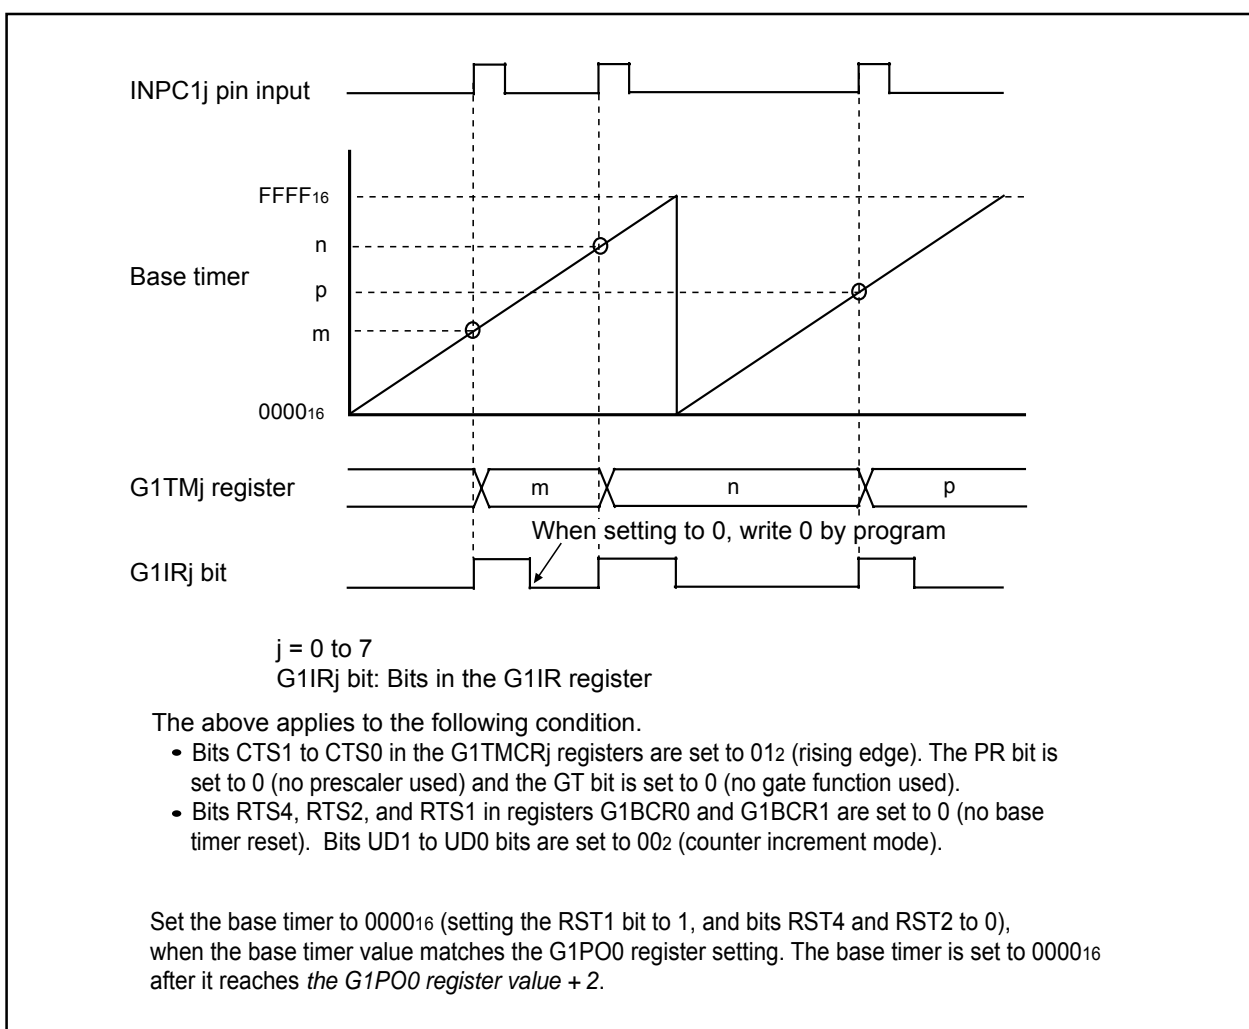 INPC1j pin input
FFFF16
n
Base timer
p
m
000016
G1TMj register
m
n
p
When setting to 0, write 0 by program
G1IRj bit
j = 0 to 7
G1IRj bit: Bits in the G1IR register
The above applies to the following condition.
• Bits CTS1 to CTS0 in the G1TMCRj registers are set to 012 (rising edge). The PR bit is
set to 0 (no prescaler used) and the GT bit is set to 0 (no gate function used).
• Bits RTS4, RTS2, and RTS1 in registers G1BCR0 and G1BCR1 are set to 0 (no base
timer reset). Bits UD1 to UD0 bits are set to 002 (counter increment mode).
Set the base timer to 000016 (setting the RST1 bit to 1, and bits RST4 and RST2 to 0),
when the base timer value matches the G1PO0 register setting. The base timer is set to 000016
after it reaches the G1PO0 register value + 2.